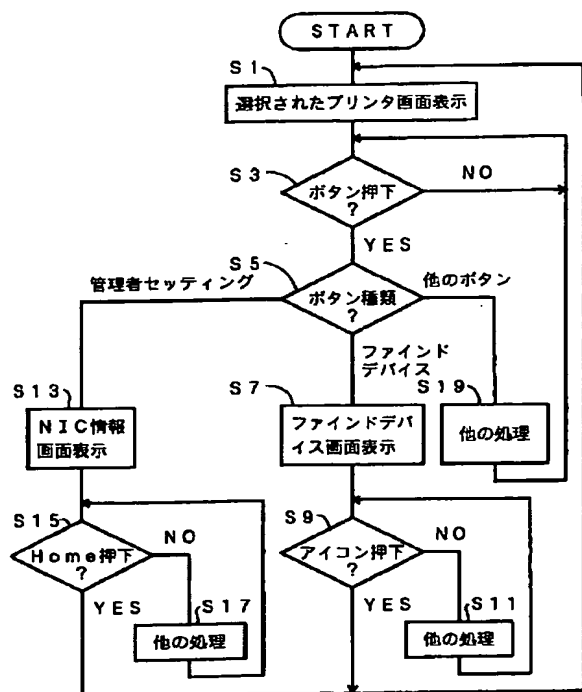 START
S1
選択されたプリンタ画面表示
S3
ボタン押下
?
NO
YES
S5
管理者セッティング
ボタン種類
?
他のボタン
ファインド
デバイス
S13
NIC情報
画面表示
S7
ファインドデバ
イス画面表示
S19
他の処理
S15
Home押下
?
NO
YES
S17
他の処理
S9
アイコン押下
?
NO
YES
S11
他の処理